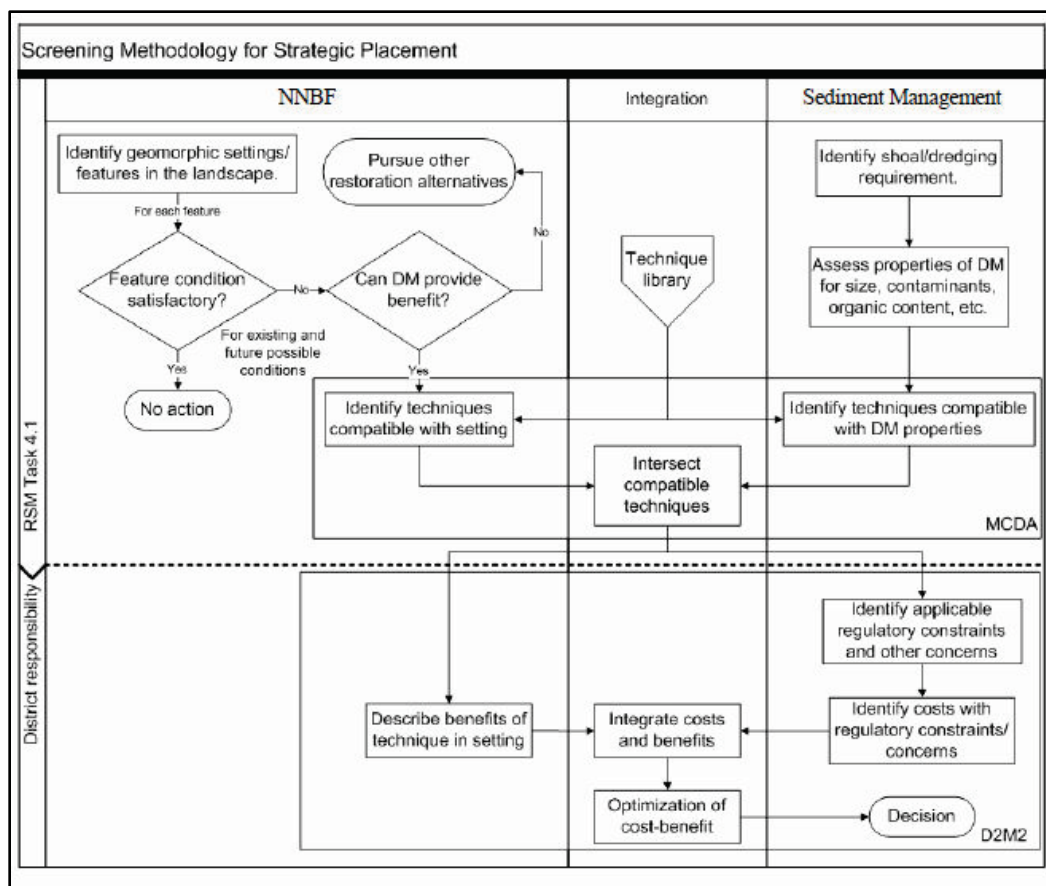 Screening Methodology for Strategic Placement
NNBF
Integration
Sediment Management
Identify geomorphic settings/
features in the landscape.
For each feature
Feature condition
satisfactory?
No
Yes
No action
For existing and
future possible
conditions
Can DM provide
benefit?
No
Pursue other
restoration alternatives
Yes
Technique
library
Identify shoal/dredging
requirement.
Assess properties of DM
for size, contaminants,
organic content, etc.
RSM Task 4.1
Identify techniques
compatible with setting
Identify techniques compatible
with DM properties
Intersect
compatible
techniques
MCDA
District responsibility
Identify applicable
regulatory constraints
and other concerns
Describe benefits of
technique in setting
Integrate costs
and benefits
Identify costs with
regulatory constraints/
concerns
Optimization of
cost-benefit
Decision
D2M2